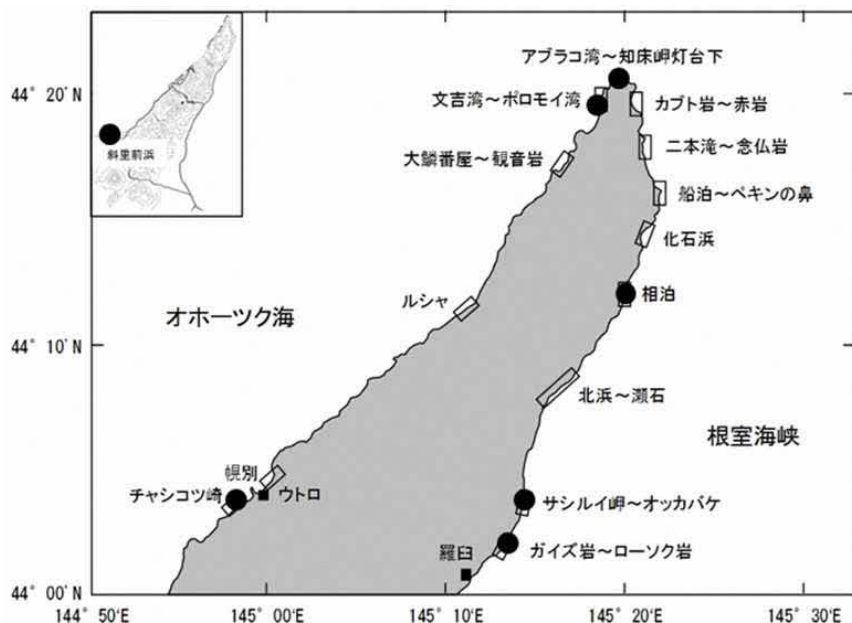 アブラコ湾～知床岬灯台下
44° 20' N
文吉湾～ポロモイ湾
カブト岩～赤岩
斜里前浜
大鱗番屋～観音岩
二本滝～念仏岩
船泊～ペキンの鼻
化石浜
ルシャ
相泊
オホーツク海
44° 10' N
北浜～瀬石
根室海峡
幌別
チャシコツ崎
ウトロ
サシルイ岬～オッカバケ
羅臼
ガイズ岩～ローソク岩
44° 00' N
144° 50'E
145° 00'E
145° 10'E
145° 20'E
145° 30'E